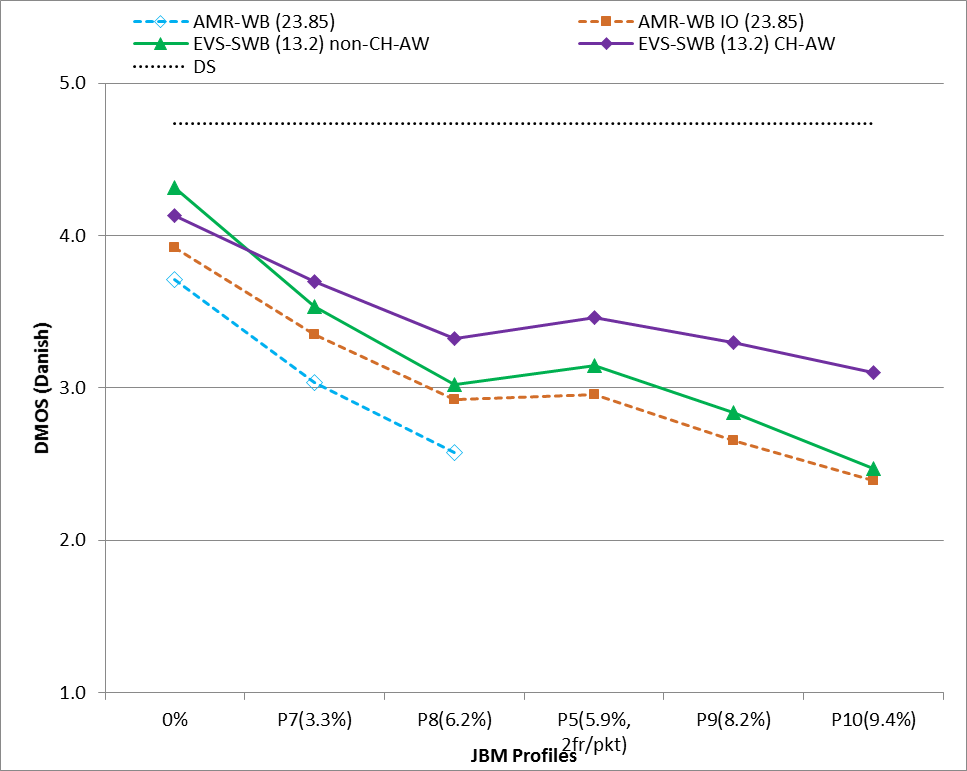 AMR-WB (23.85)
AMR-WB IO (23.85)
EVS-SWB (13.2) non-CH-AW
EVS-SWB (13.2) CH-AW
DS
5.0
4.0
3.0
2.0
1.0
DMOS (Danish)
0%
P7(3.3%)
P8(6.2%)
P5(5.9%,
2fr/pkt)
P9(8.2%)
P10(9.4%)
JBM Profiles